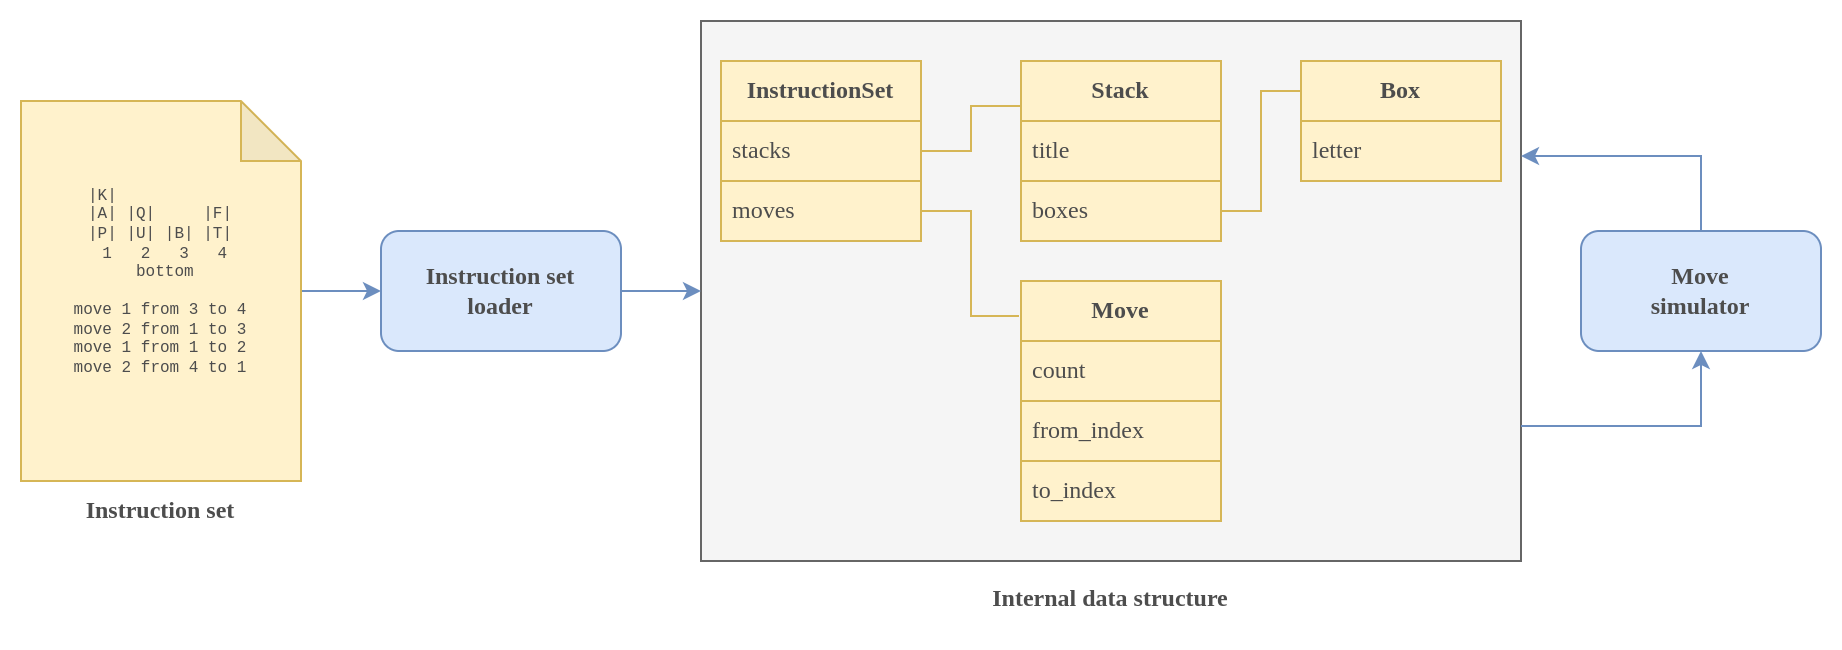 |K|
|A| |Q|     |F|
|P| |U| |B| |T|
1   2   3   4
bottom
move 1 from 3 to 4
move 2 from 1 to 3
move 1 from 1 to 2
move 2 from 4 to 1
Instruction set
Instruction set
loader
InstructionSet
stacks
moves
Stack
title
boxes
Box
letter
Move
count
from_index
to_index
Internal data structure
Move
simulator